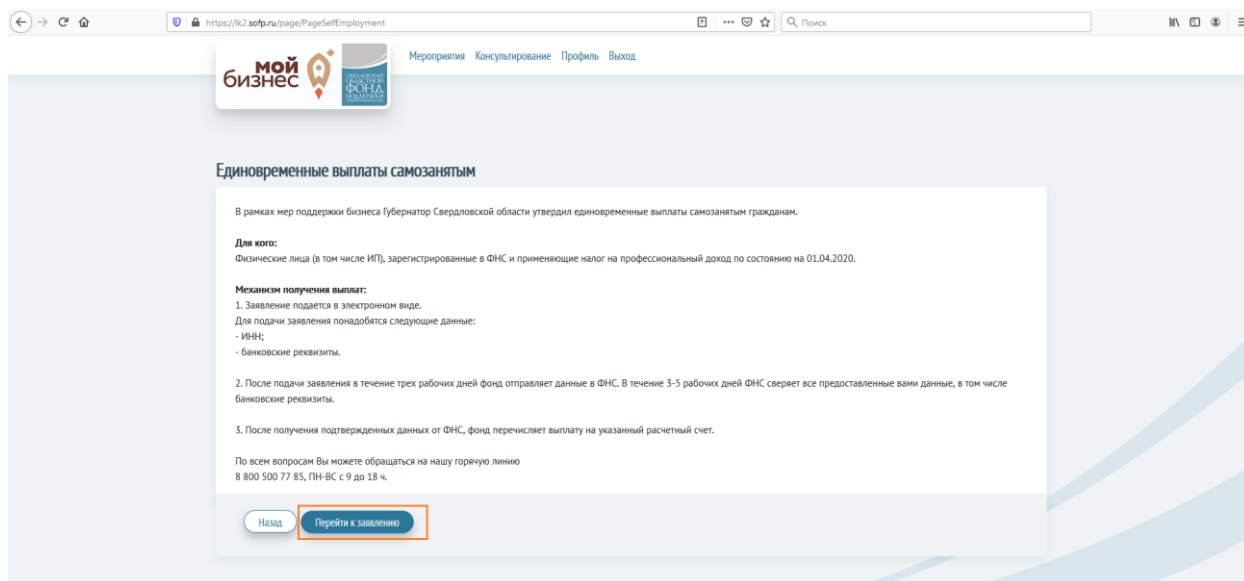 https://lk2.sofp.ru/page/PageSelfEmployment
Поиск
мой
бизнес
СВЕРДЛОВСКИЙ
ОБЛАСТНОЙ
ФОНД
ПОДДЕРЖКИ
Мероприятия Консультирование Профиль Выход
Единовременные выплаты самозанятым
В рамках мер поддержки бизнеса Губернатор Свердловской области утвердил единовременные выплаты самозанятым гражданам.
Для кого:
Физические лица (в том числе ИП), зарегистрированные в ФНС и применяющие налог на профессиональный доход по состоянию на 01.04.2020.
Механизм получения выплат:
1. Заявление подается в электронном виде.
Для подачи заявления понадобятся следующие данные:
- ИНН;
- банковские реквизиты.
2. После подачи заявления в течение трех рабочих дней фонд отправляет данные в ФНС. В течение 3-5 рабочих дней ФНС сверяет все предоставленные вами данные, в том числе
банковские реквизиты.
3. После получения подтвержденных данных от ФНС, фонд перечисляет выплату на указанный расчетный счет.
По всем вопросам Вы можете обращаться на нашу горячую линию
8 800 500 77 85, ПН-ВС с 9 до 18 ч.
Назад
Перейти к заявлению